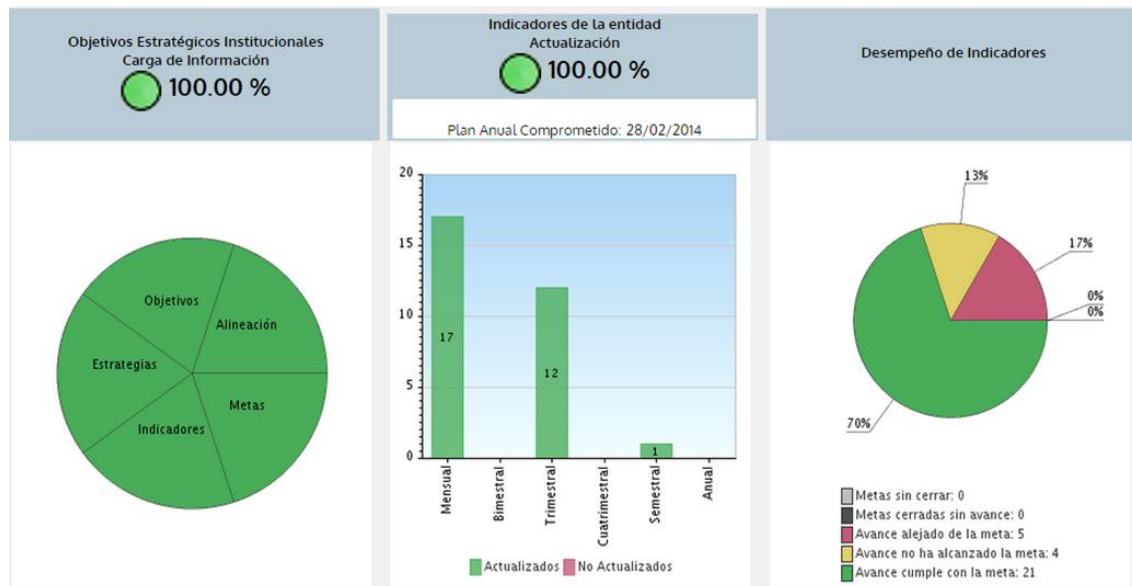 Objetivos Estratégicos Institucionales
Carga de Información
100.00 %
Objetivos
Alineación
Estrategias
Metas
Indicadores
Indicadores de la entidad
Actualización
100.00 %
Plan Anual Comprometido: 28/02/2014
20
15
10
5
0
17
12
1
Mensual
Bimestral
Trimestral
Cuatrimestral
Semestral
Anual
Actualizados
No Actualizados
Desempeño de Indicadores
13%
17%
0%
0%
70%
Metas sin cerrar: 0
Metas cerradas sin avance: 0
Avance alejado de la meta: 5
Avance no ha alcanzado la meta: 4
Avance cumple con la meta: 21